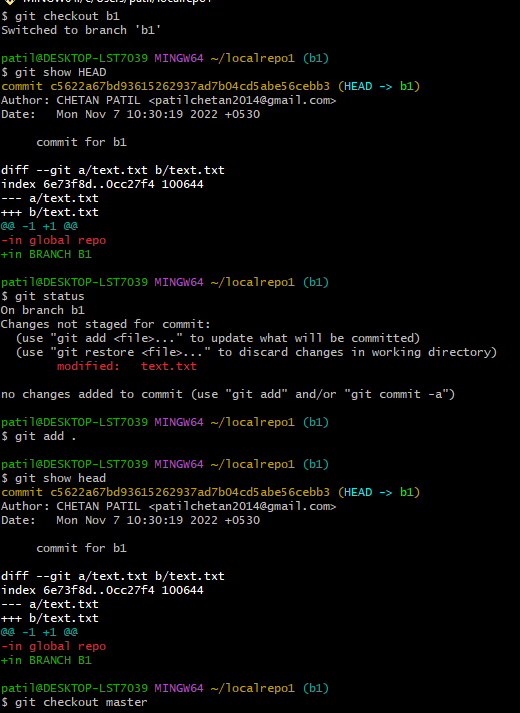 MINGW64:/c/Users/patil/localrepo1
$ git checkout b1
Switched to branch 'b1'
patil@DESKTOP-LST7O39 MINGW64 ~/localrepo1 (b1)
$ git show HEAD
commit c5622a67bd93615262937ad7b04cd5abe56cebb3 (HEAD -> b1)
Author: CHETAN PATIL <patilchetan2014@gmail.com>
Date:   Mon Nov 7 10:30:19 2022 +0530
commit for b1
diff --git a/text.txt b/text.txt
index 6e73f8d..0cc27f4 100644
--- a/text.txt
+++ b/text.txt
@@ -1 +1 @@
-in global repo
+in BRANCH B1
patil@DESKTOP-LST7O39 MINGW64 ~/localrepo1 (b1)
$ git status
On branch b1
Changes not staged for commit:
(use "git add <file>..." to update what will be committed)
(use "git restore <file>..." to discard changes in working directory)
modified:   text.txt
no changes added to commit (use "git add" and/or "git commit -a")
patil@DESKTOP-LST7O39 MINGW64 ~/localrepo1 (b1)
$ git add .
patil@DESKTOP-LST7O39 MINGW64 ~/localrepo1 (b1)
$ git show head
commit c5622a67bd93615262937ad7b04cd5abe56cebb3 (HEAD -> b1)
Author: CHETAN PATIL <patilchetan2014@gmail.com>
Date:   Mon Nov 7 10:30:19 2022 +0530
commit for b1
diff --git a/text.txt b/text.txt
index 6e73f8d..0cc27f4 100644
--- a/text.txt
+++ b/text.txt
@@ -1 +1 @@
-in global repo
+in BRANCH B1
patil@DESKTOP-LST7O39 MINGW64 ~/localrepo1 (b1)
$ git checkout master